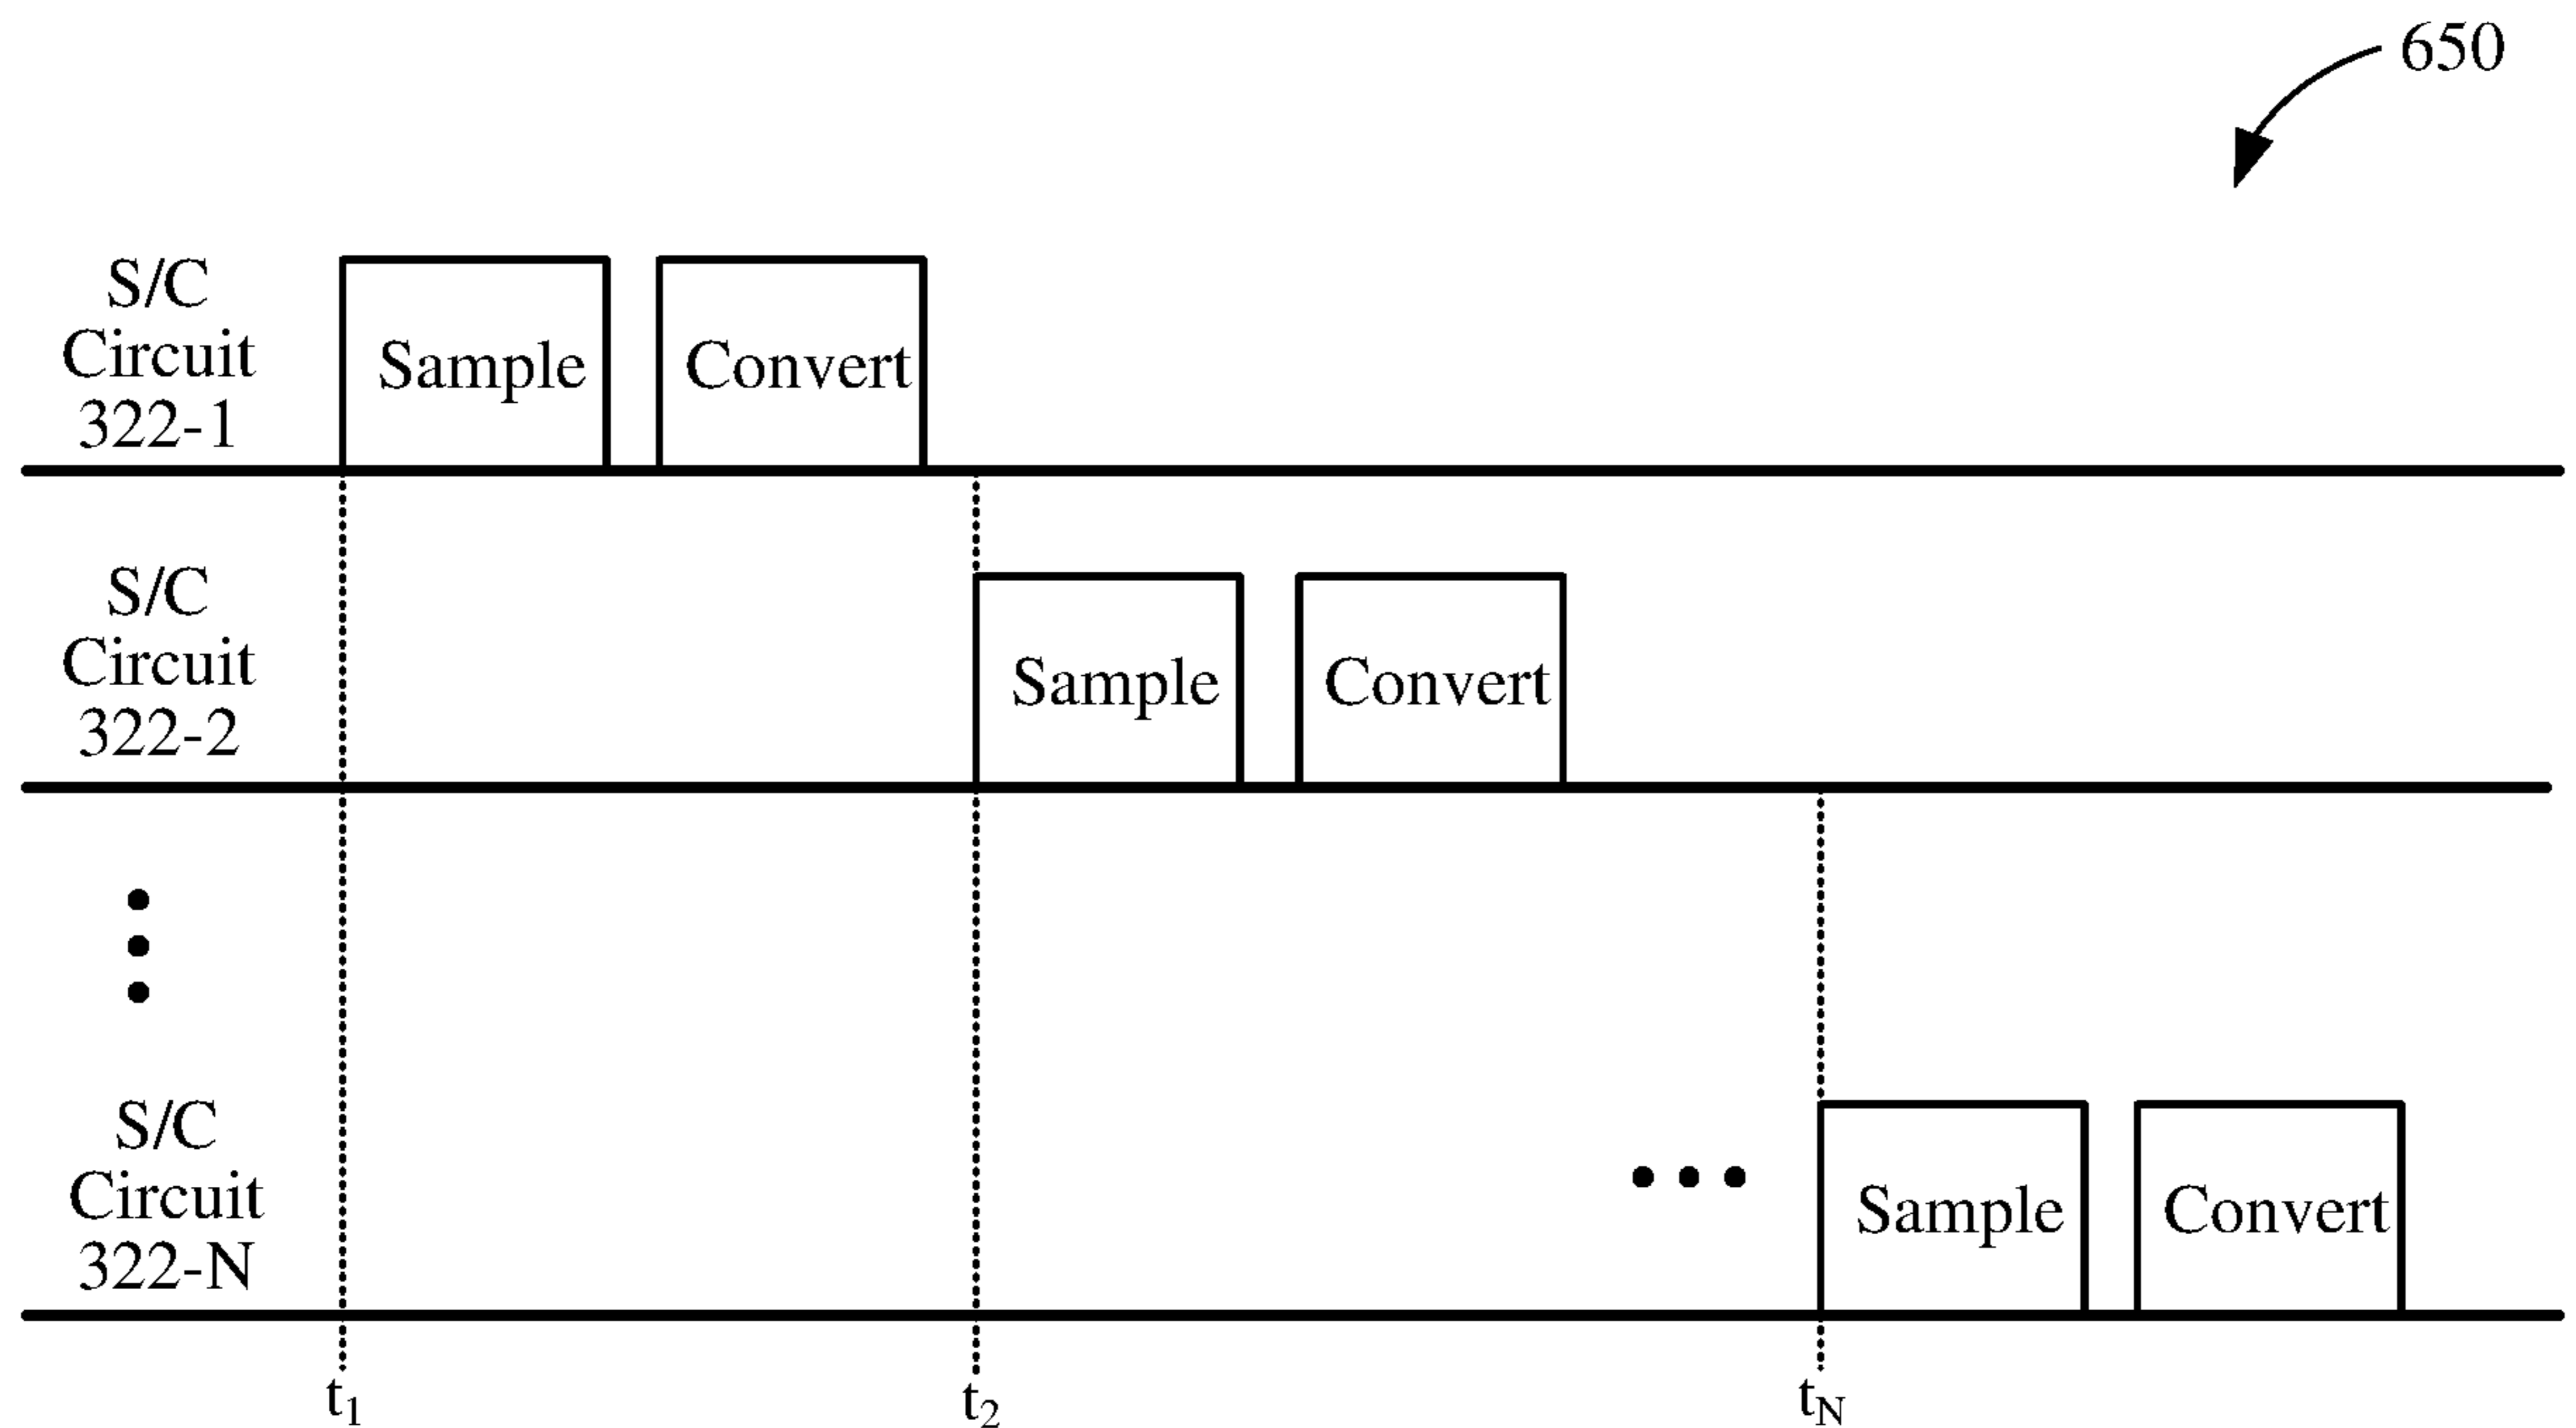 650
S/C
Circuit
322-1
Sample
Convert
S/C
Circuit
322-2
Sample
Convert
S/C
Circuit
322-N
Sample
Convert
t1
t2
tN